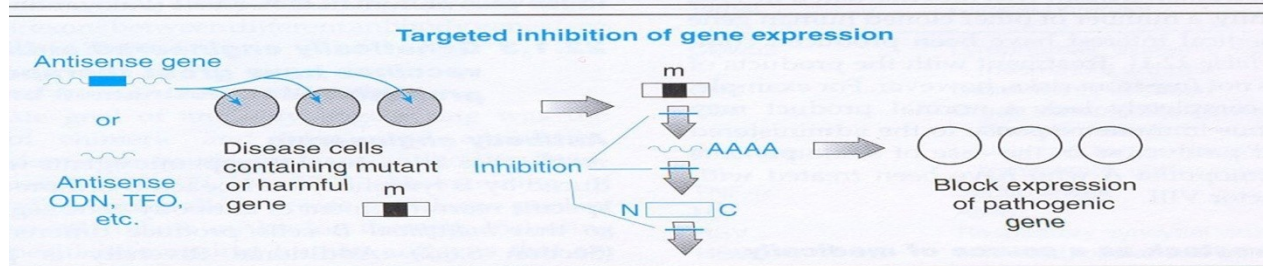 Targeted inhibition of gene expression
Antisense gene
or
Antisense
ODN, TFO,
etc.
Disease cells
containing mutant
or harmful
gene
m
m
Inhibition
AAAA
N C
Block expression
of pathogenic
gene